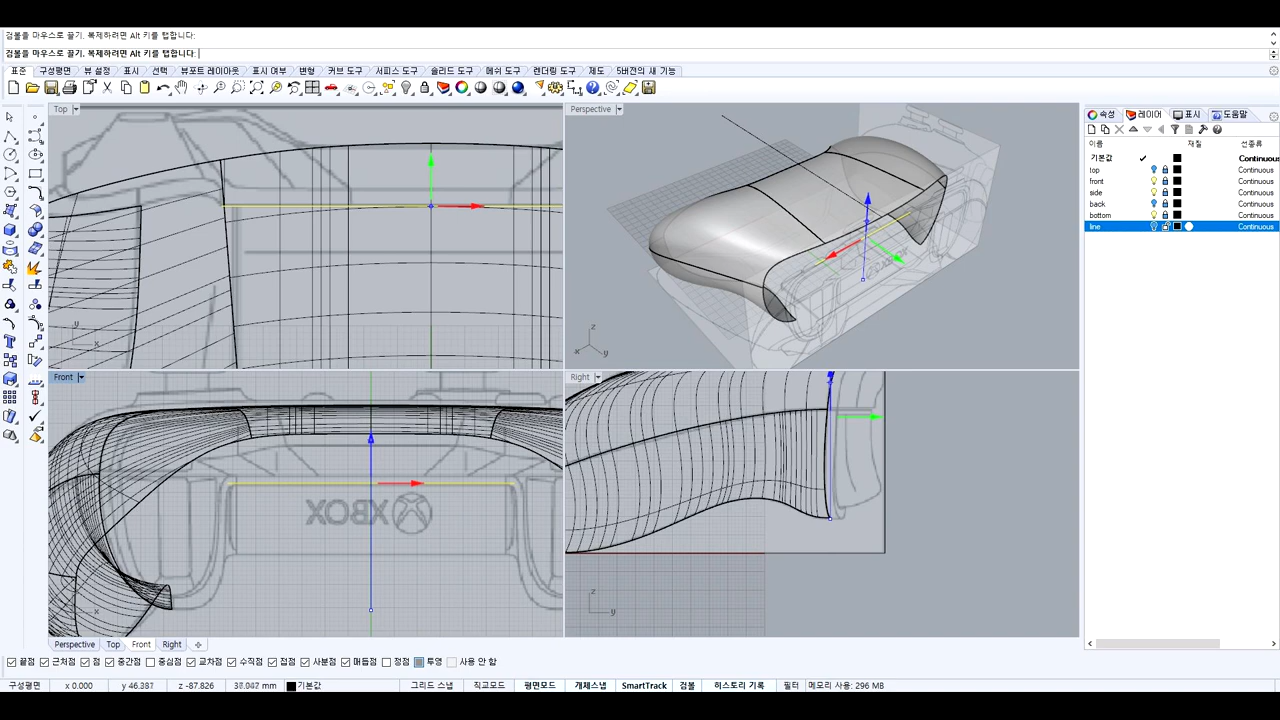 검볼을 마우스로 끌기. 복제하려면 Alt 키를 탭합니다:
검볼을 마우스로 끌기. 복제하려면 Alt 키를 탭합니다:
표준 구성평면 뷰 설정 표시 선택 뷰포트 레이아웃 표시 여부 변형 커브 도구 서피스 도구 솔리드 도구 메쉬 도구 렌더링 도구 제도 5버전의 새 기능
Top
Perspective
속성 레이어 표시 도움말
이름 재질 선종류
기본값 Continuous
top Continuous
front Continuous
side Continuous
back Continuous
bottom Continuous
line Continuous
y
x
z
x y
Front
Right
XBOX
z
x
z
y
Perspective Top Front Right
끝점 근처점 점 중간점 중심점 교차점 수직점 접점 사분점 매듭점 정점 투영 사용 안 함
구성평면 x 0.000 y 46.387 z -87.826 기본값 그리드 스냅 직교모드 평면모드 개체스냅 SmartTrack 검볼 히스토리 기록 필터 메모리 사용: 296 MB